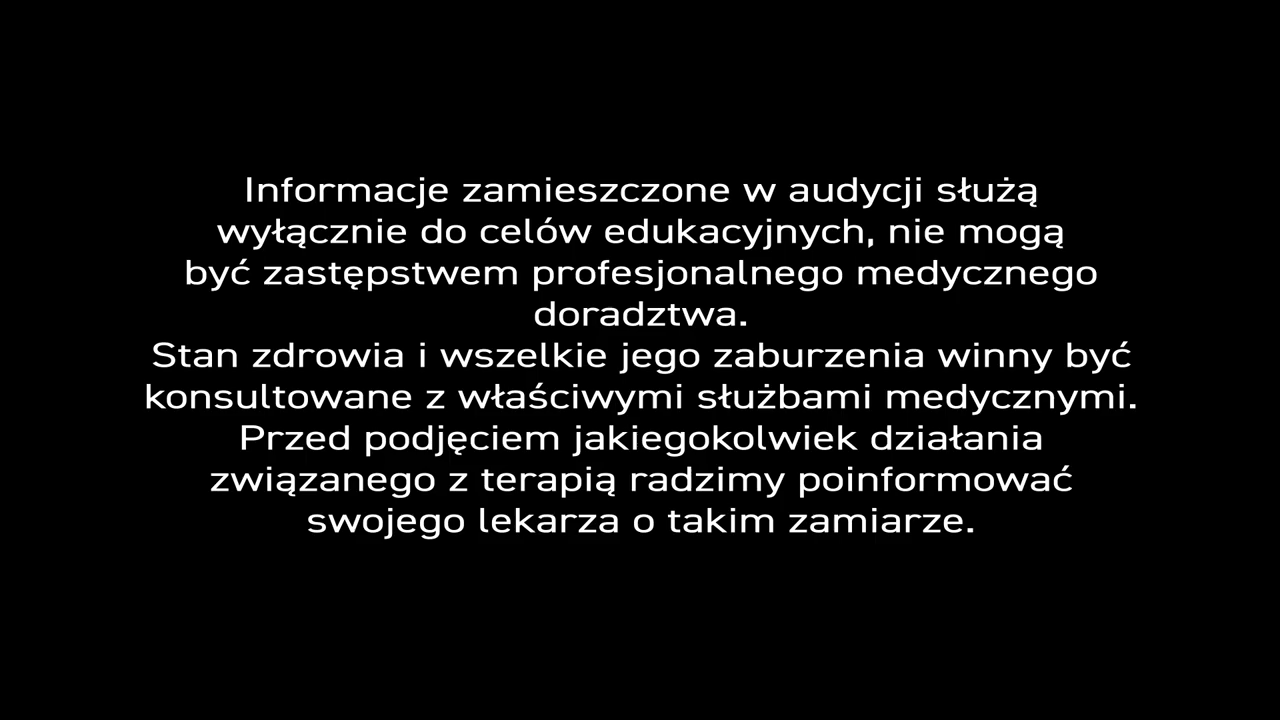 Informacje zamieszczone w audycji służą
wyłącznie do celów edukacyjnych, nie mogą
być zastępstwem profesjonalnego medycznego
doradztwa.
Stan zdrowia i wszelkie jego zaburzenia winny być
konsultowane z właściwymi służbami medycznymi.
Przed podjęciem jakiegokolwiek działania
związanego z terapią radzimy poinformować
swojego lekarza o takim zamiarze.